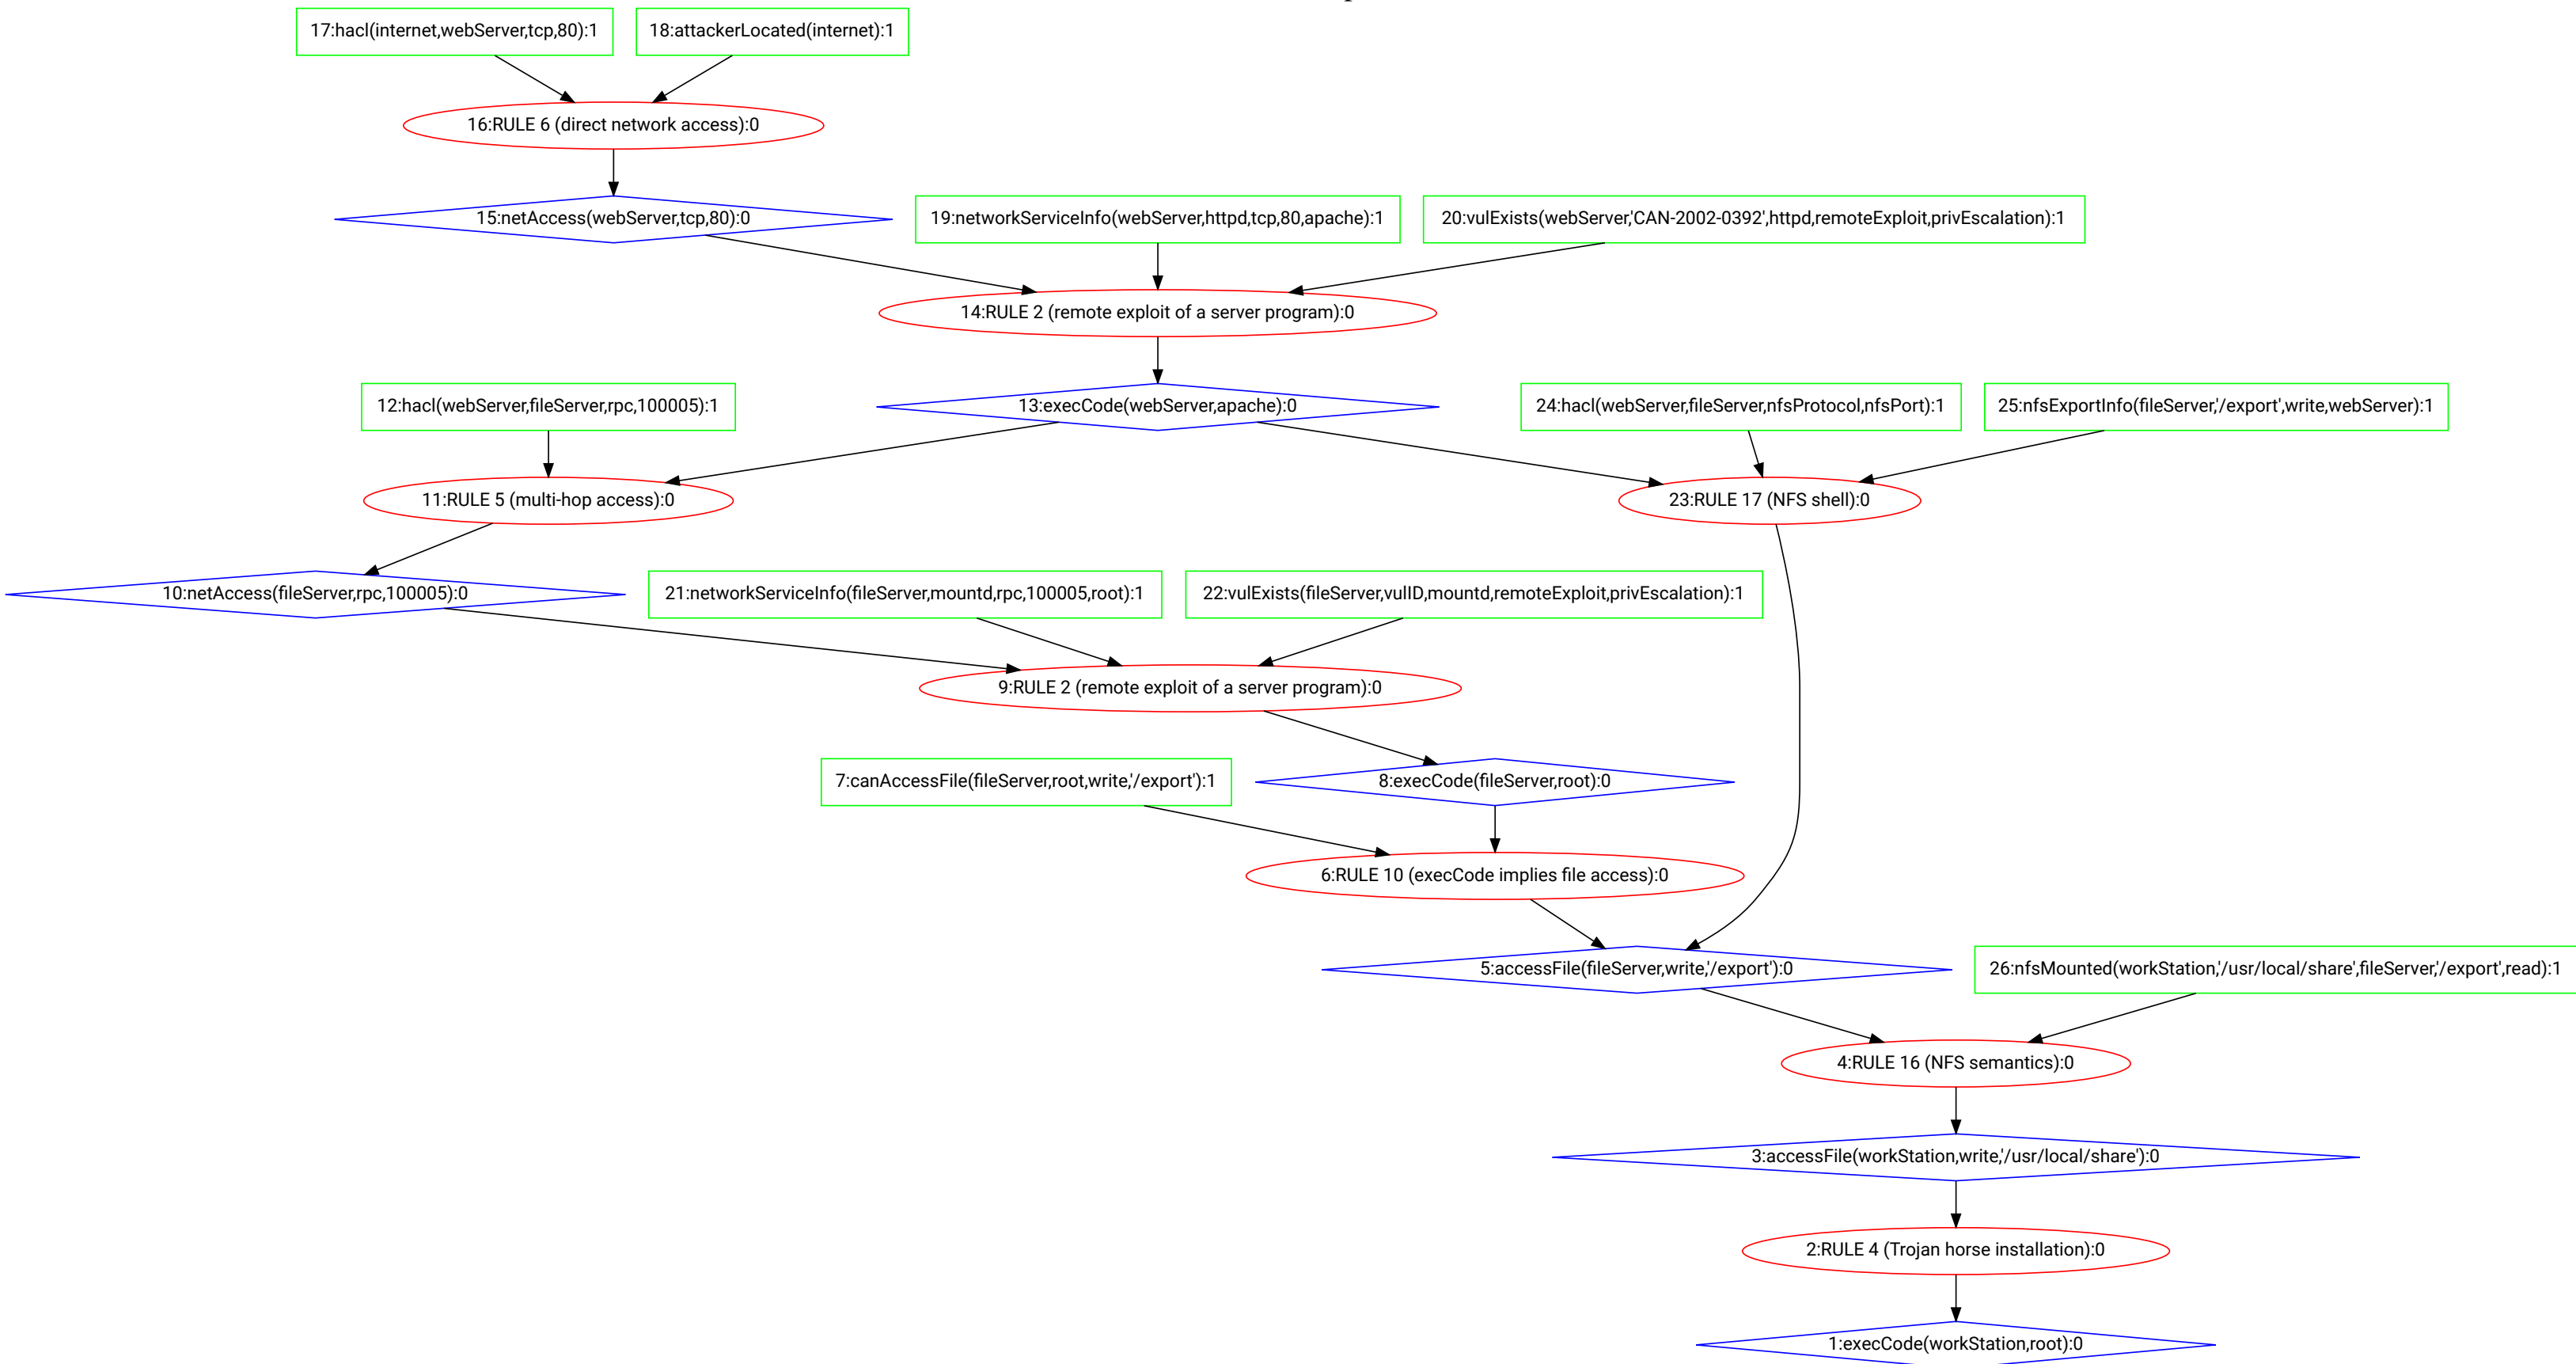 17:hacl(internet,webServer,tcp,80):1
18:attackerLocated(internet):1
16:RULE 6 (direct network access):0
15:netAccess(webServer,tcp,80):0
19:networkServiceInfo(webServer,httpd,tcp,80,apache):1
20:vulExists(webServer,'CAN-2002-0392',httpd,remoteExploit,privEscalation):1
14:RULE 2 (remote exploit of a server program):0
12:hacl(webServer,fileServer,rpc,100005):1
13:execCode(webServer,apache):0
24:hacl(webServer,fileServer,nfsProtocol,nfsPort):1
25:nfsExportInfo(fileServer,'/export',write,webServer):1
11:RULE 5 (multi-hop access):0
23:RULE 17 (NFS shell):0
10:netAccess(fileServer,rpc,100005):0
21:networkServiceInfo(fileServer,mountd,rpc,100005,root):1
22:vulExists(fileServer,vulID,mountd,remoteExploit,privEscalation):1
9:RULE 2 (remote exploit of a server program):0
7:canAccessFile(fileServer,root,write,'/export'):1
8:execCode(fileServer,root):0
6:RULE 10 (execCode implies file access):0
5:accessFile(fileServer,write,'/export'):0
26:nfsMounted(workStation,'/usr/local/share',fileServer,'/export',read):1
4:RULE 16 (NFS semantics):0
3:accessFile(workStation,write,'/usr/local/share'):0
2:RULE 4 (Trojan horse installation):0
1:execCode(workStation,root):0